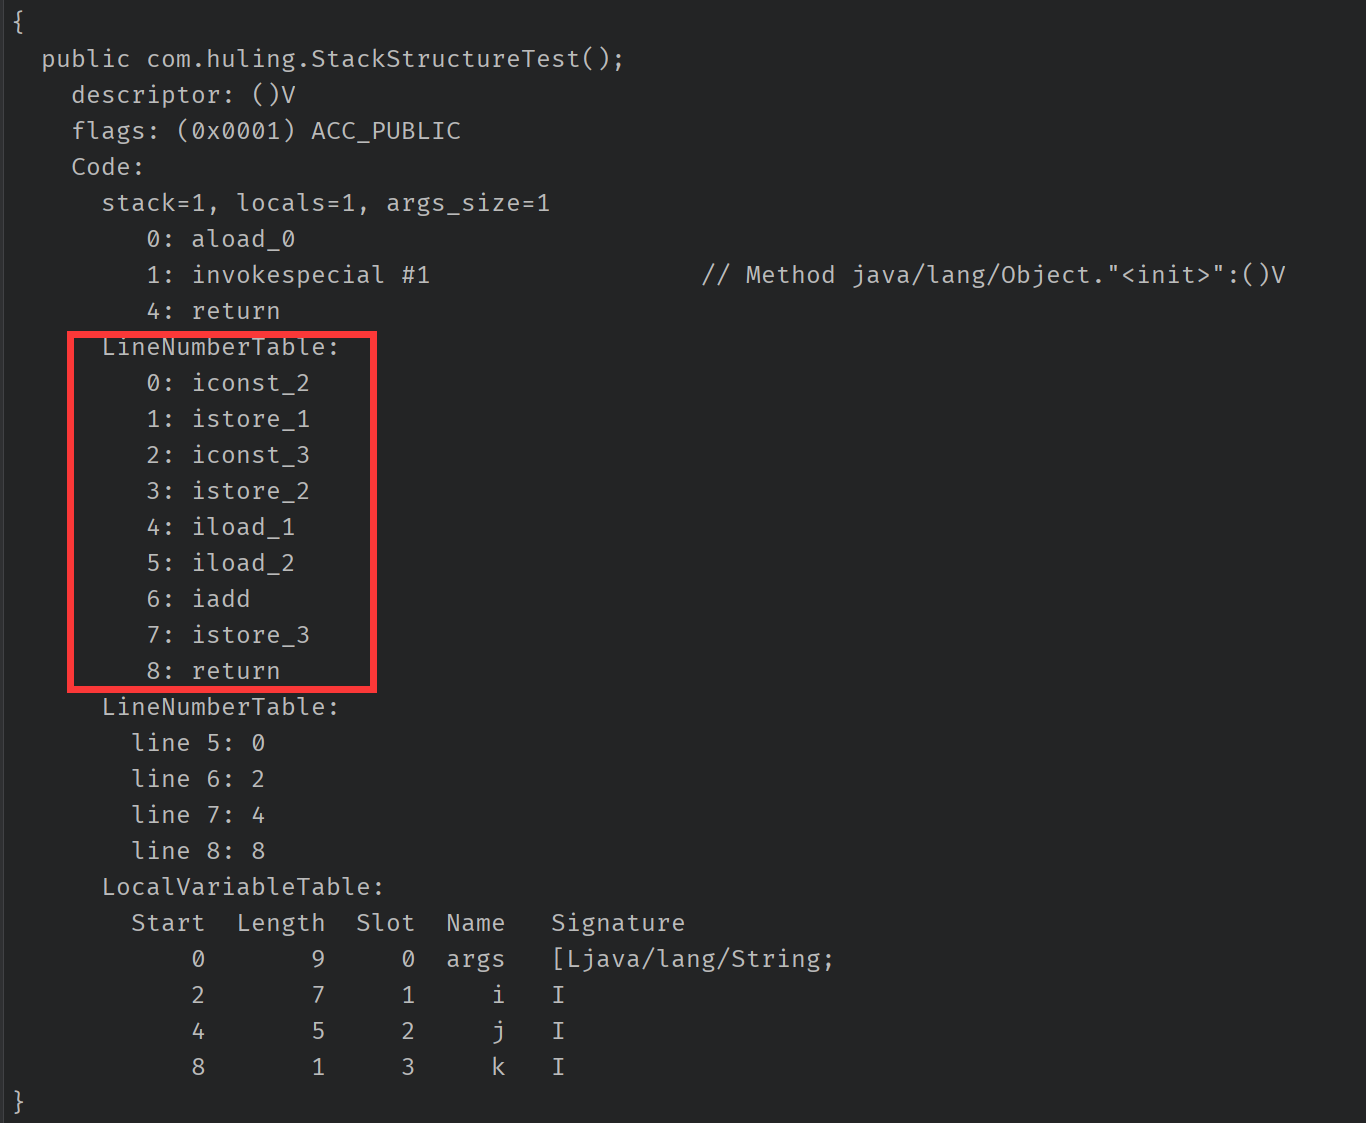 {
  public com.huling.StackStructureTest();
    descriptor: ()V
    flags: (0x0001) ACC_PUBLIC
    Code:
      stack=1, locals=1, args_size=1
         0: aload_0
         1: invokespecial #1                  // Method java/lang/Object."<init>":()V
         4: return
      LineNumberTable:
         0: iconst_2
         1: istore_1
         2: iconst_3
         3: istore_2
         4: iload_1
         5: iload_2
         6: iadd
         7: istore_3
         8: return
      LineNumberTable:
        line 5: 0
        line 6: 2
        line 7: 4
        line 8: 8
      LocalVariableTable:
        Start  Length  Slot  Name   Signature
            0       9     0  args   [Ljava/lang/String;
            2       7     1     i   I
            4       5     2     j   I
            8       1     3     k   I
}